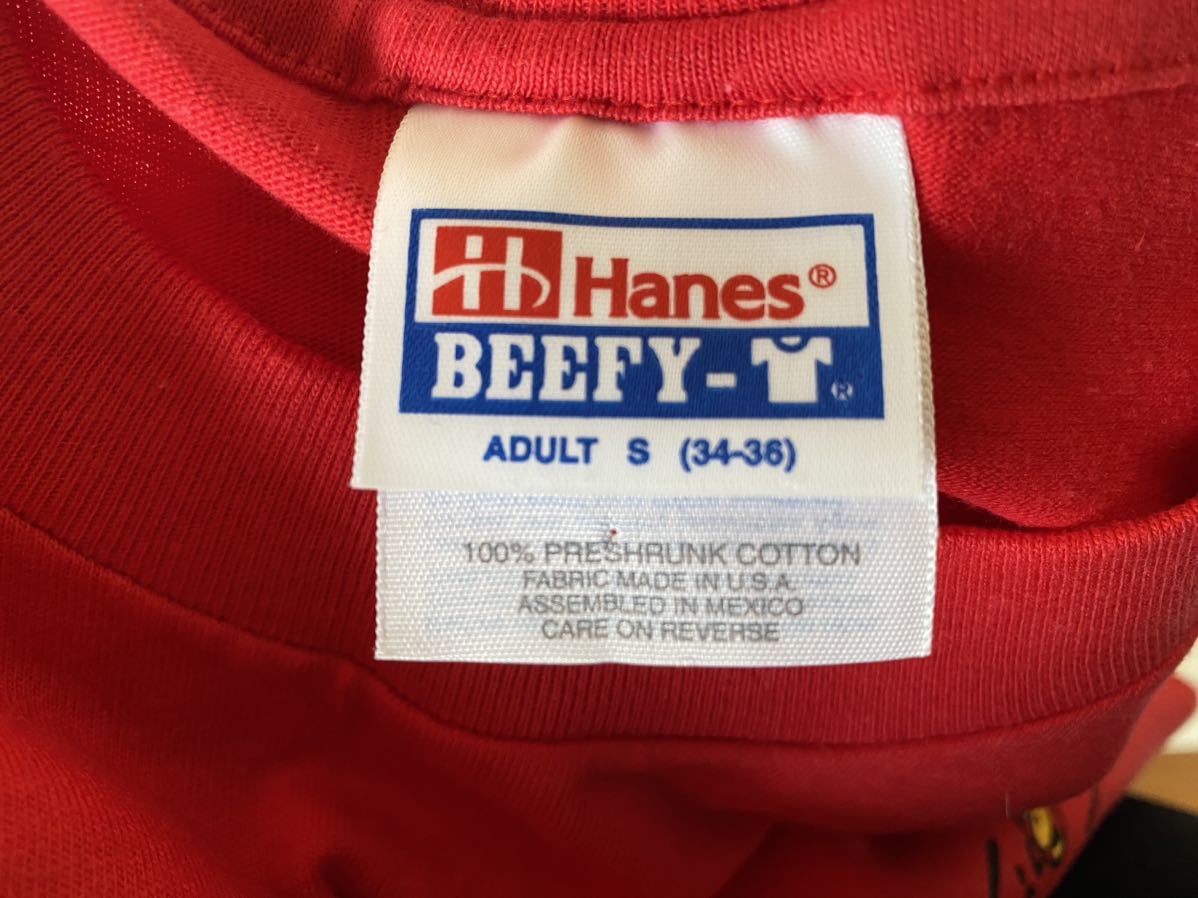 Hanes®
BEEFY-®
ADULT S (34-36)
100% PRESHRUNK COTTON
FABRIC MADE IN U.S.A.
ASSEMBLED IN MEXICO
CARE ON REVERSE